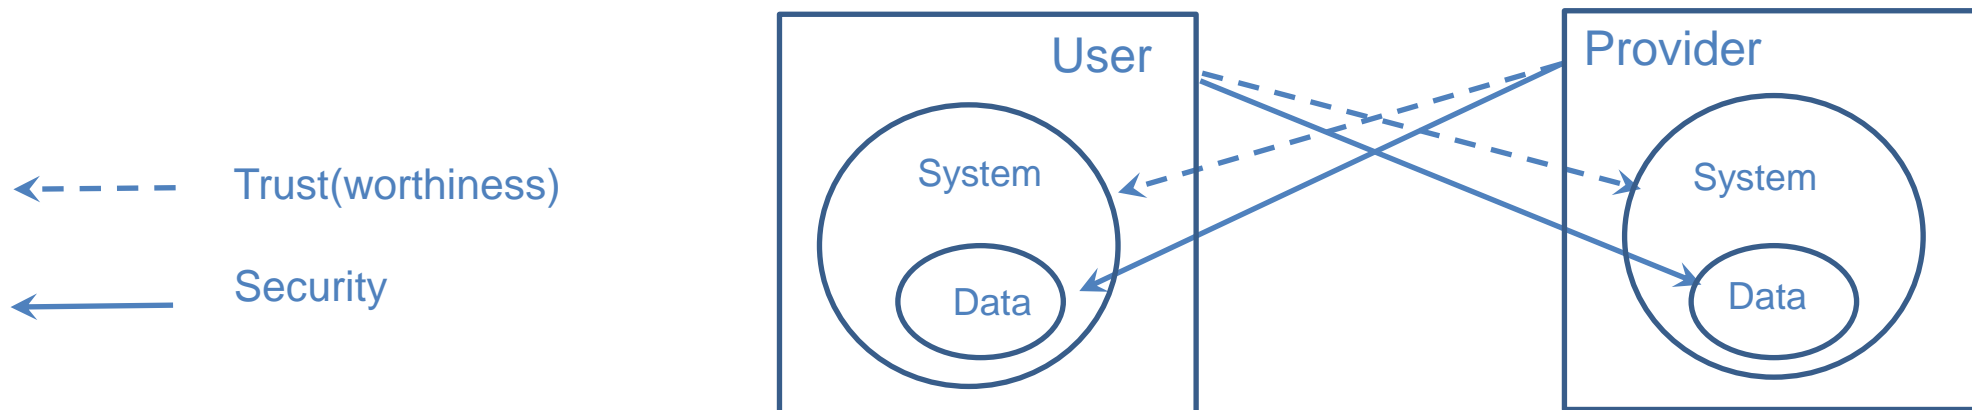 Trust(worthiness)
Security
User
System
Data
Provider
System
Data